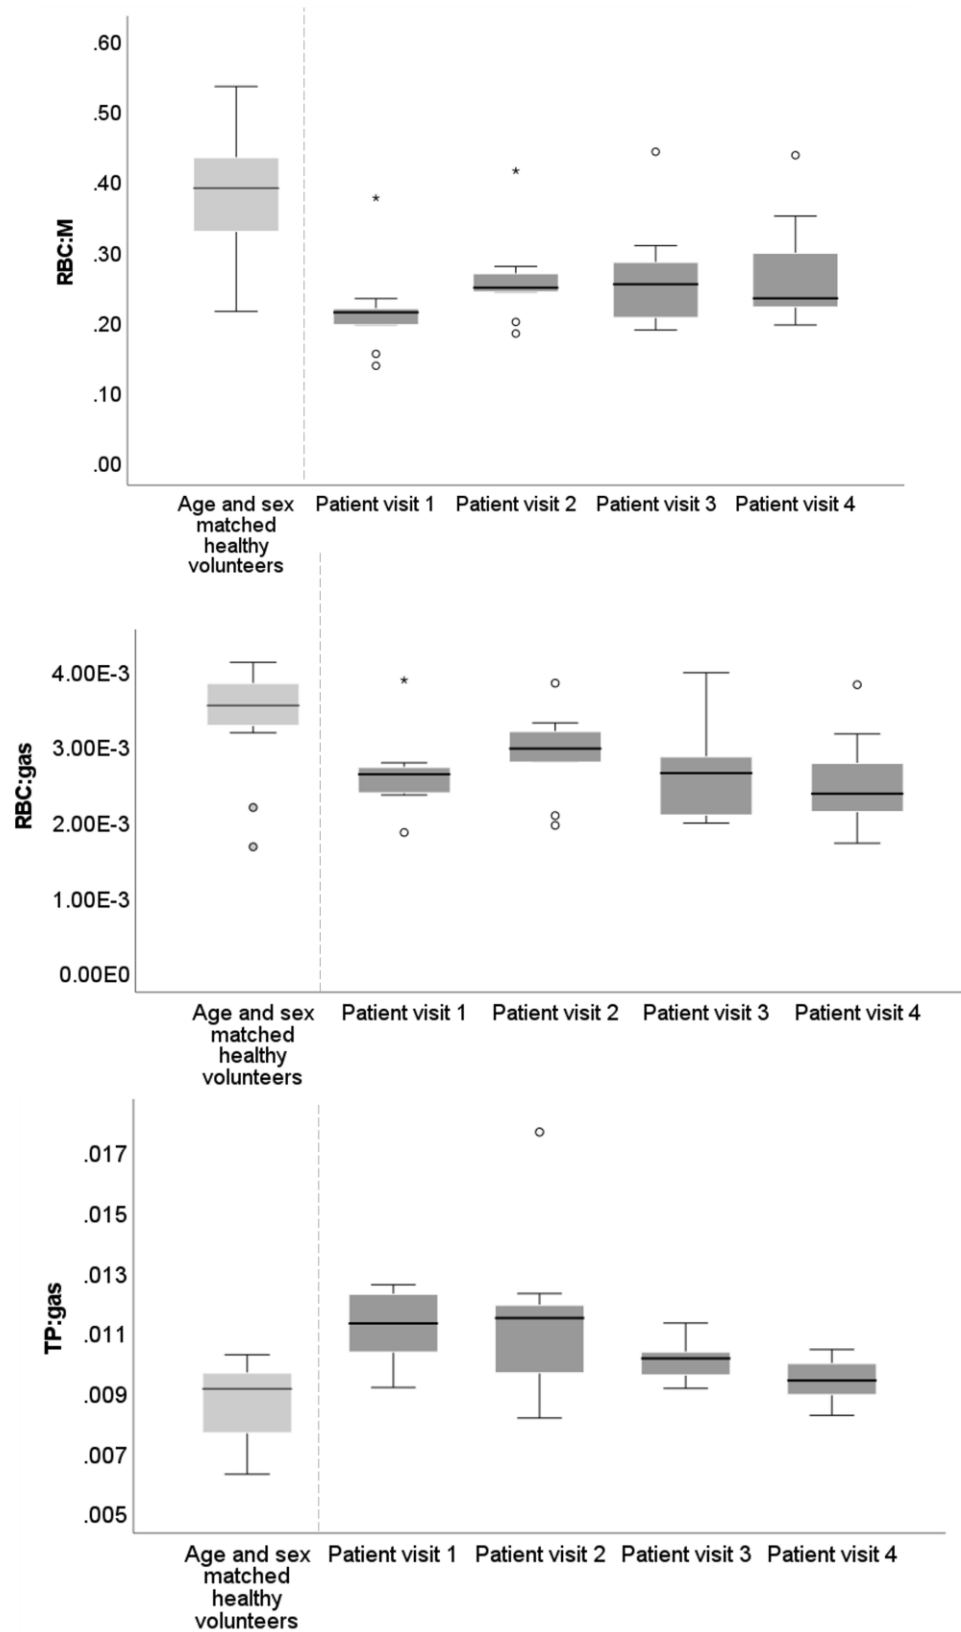 .60
.50
.40
.30
.20
.10
.00
RBC:M
Age and sex
matched
healthy
volunteers
Patient visit 1
Patient visit 2
Patient visit 3
Patient visit 4
4.00E-3
3.00E-3
2.00E-3
1.00E-3
0.00E0
RBC:gas
Age and sex
matched
healthy
volunteers
Patient visit 1
Patient visit 2
Patient visit 3
Patient visit 4
.017
.015
.013
.011
.009
.007
.005
TP:gas
Age and sex
matched
healthy
volunteers
Patient visit 1
Patient visit 2
Patient visit 3
Patient visit 4